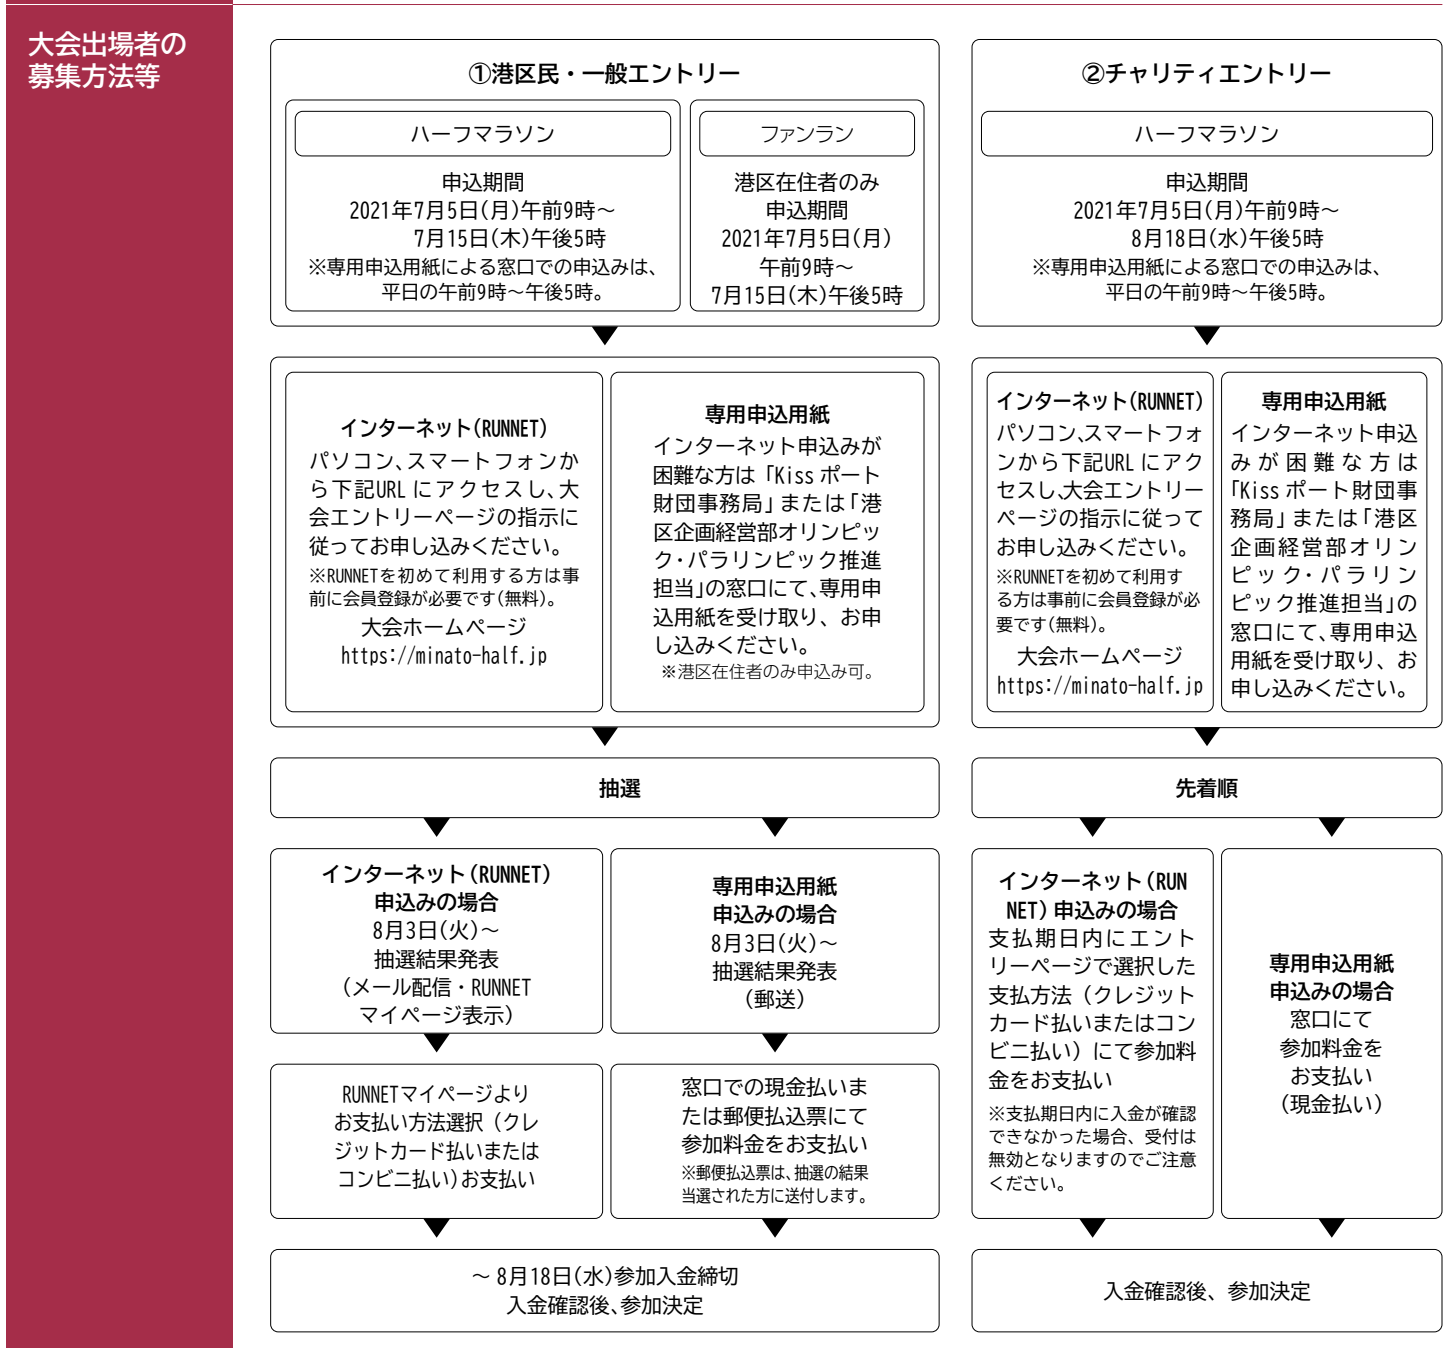 大会出場者の
募集方法等
①港区民・一般エントリー
ハーフマラソン
申込期間
2021年7月5日(月)午前9時～
7月15日(木)午後5時
※専用申込用紙による窓口での申込みは、
平日の午前9時～午後5時。
ファンラン
港区在住者のみ
申込期間
2021年7月5日(月)
午前9時～
7月15日(木)午後5時
インターネット(RUNNET)
パソコン、スマートフォンか
ら下記URL にアクセスし、大
会エントリーページの指示に
従ってお申し込みください。
※RUNNETを初めて利用する方は事
前に会員登録が必要です(無料)。
大会ホームページ
https://minato-half.jp
専用申込用紙
インターネット申込みが
困難な方は「Kiss ポート
財団事務局」または「港
区企画経営部オリンピッ
ク・パラリンピック推進
担当」の窓口にて、専用申
込用紙を受け取り、お申
し込みください。
※港区在住者のみ申込み可。
抽選
インターネット(RUNNET)
申込みの場合
8月3日(火)～
抽選結果発表
(メール配信・RUNNET
マイページ表示)
専用申込用紙
申込みの場合
8月3日(火)～
抽選結果発表
(郵送)
RUNNETマイページより
お支払い方法選択(クレ
ジットカード払いまたは
コンビニ払い)お支払い
窓口での現金払いま
たは郵便払込票にて
参加料金をお支払い
※郵便払込票は、抽選の結果
当選された方に送付します。
～ 8月18日(水)参加入金締切
入金確認後、参加決定
②チャリティエントリー
ハーフマラソン
申込期間
2021年7月5日(月)午前9時～
8月18日(水)午後5時
※専用申込用紙による窓口での申込みは、
平日の午前9時～午後5時。
インターネット(RUNNET)
パソコン、スマートフォ
ンから下記URL にアク
セスし、大会エントリー
ページの指示に従って
お申し込みください。
※RUNNETを初めて利用す
る方は事前に会員登録が必
要です(無料)。
大会ホームページ
https://minato-half.jp
専用申込用紙
インターネット申込
みが困難な方は
「Kiss ポート財団事
務局」または「港区
企画経営部オリン
ピック・パラリン
ピック推進担当」の
窓口にて、専用申込
用紙を受け取り、お
申し込みください。
先着順
インターネット(RUN
NET)申込みの場合
支払期日内にエント
リーページで選択した
支払方法(クレジット
カード払いまたはコン
ビニ払い)にて参加料
金をお支払い
※支払期日内に入金が確認
できなかった場合、受付は
無効となりますのでご注意
ください。
専用申込用紙
申込みの場合
窓口にて
参加料金を
お支払い
(現金払い)
入金確認後、参加決定